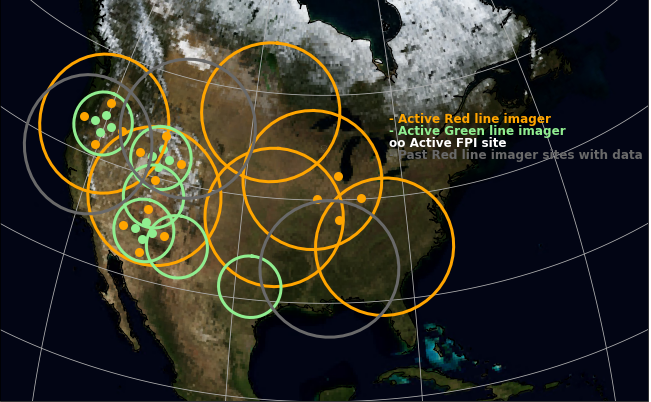 - Active Red line imager
- Active Green line imager
oo Active FPI site
- Past Red line imager sites with data